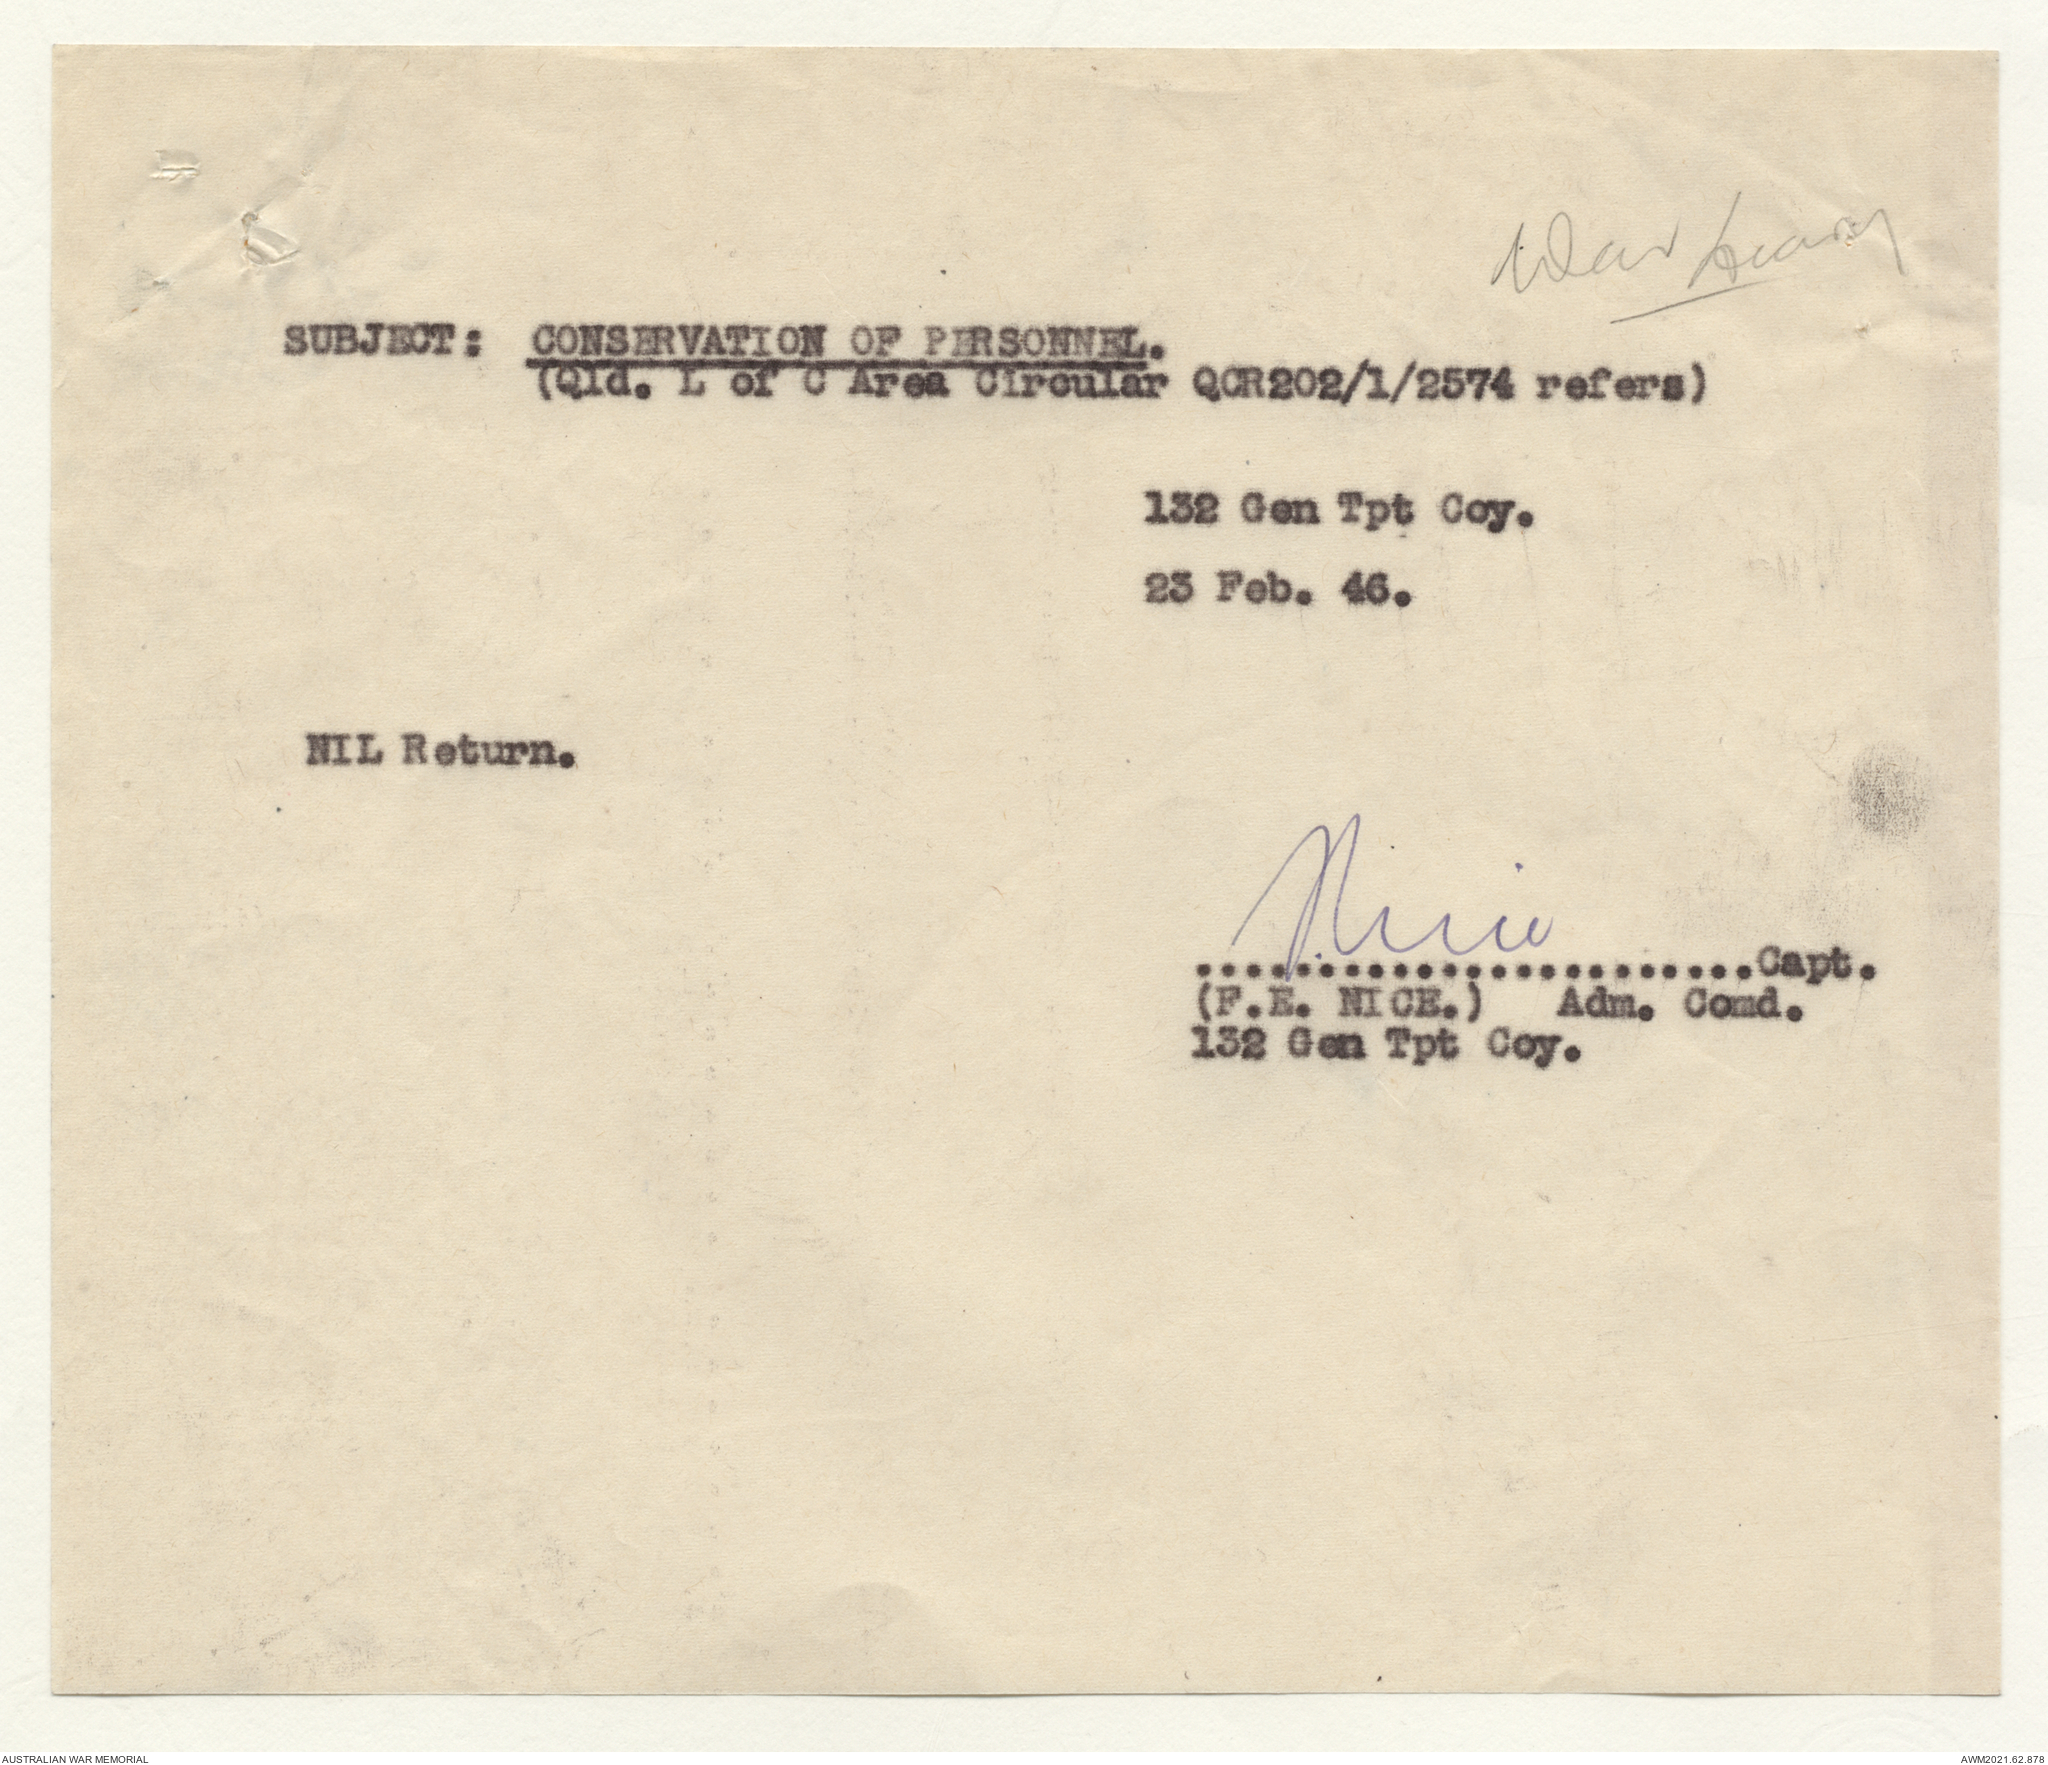 War Diary
SUBJECT: CONSERVATION OF PERSONNEL.
(Qld. L of C Area Circular QCR202/1/2574 refers)
132 Gen Tpt Coy.
23 Feb. 46.
NIL Return.
FNice
.......................Capt.
(F.E. NICE.) Adm. Comd.
132 Gen Tpt Coy.
AUSTRALIAN WAR MEMORIAL
AWM2021.62.878